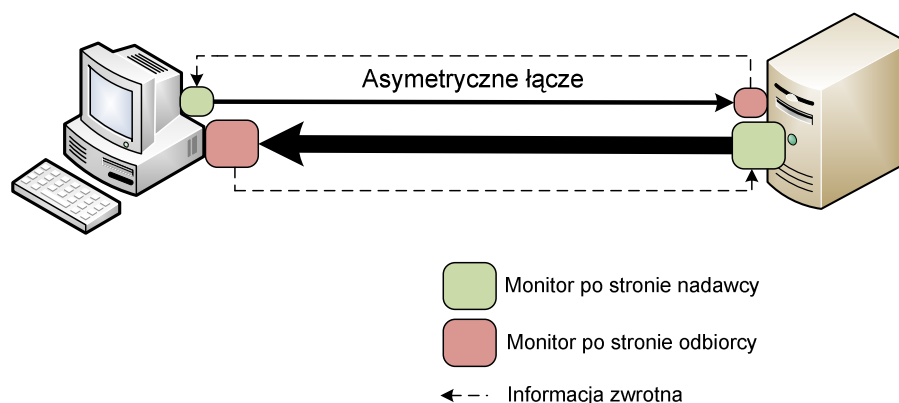 Asymetryczne łącze
Monitor po stronie nadawcy
Monitor po stronie odbiorcy
Informacja zwrotna